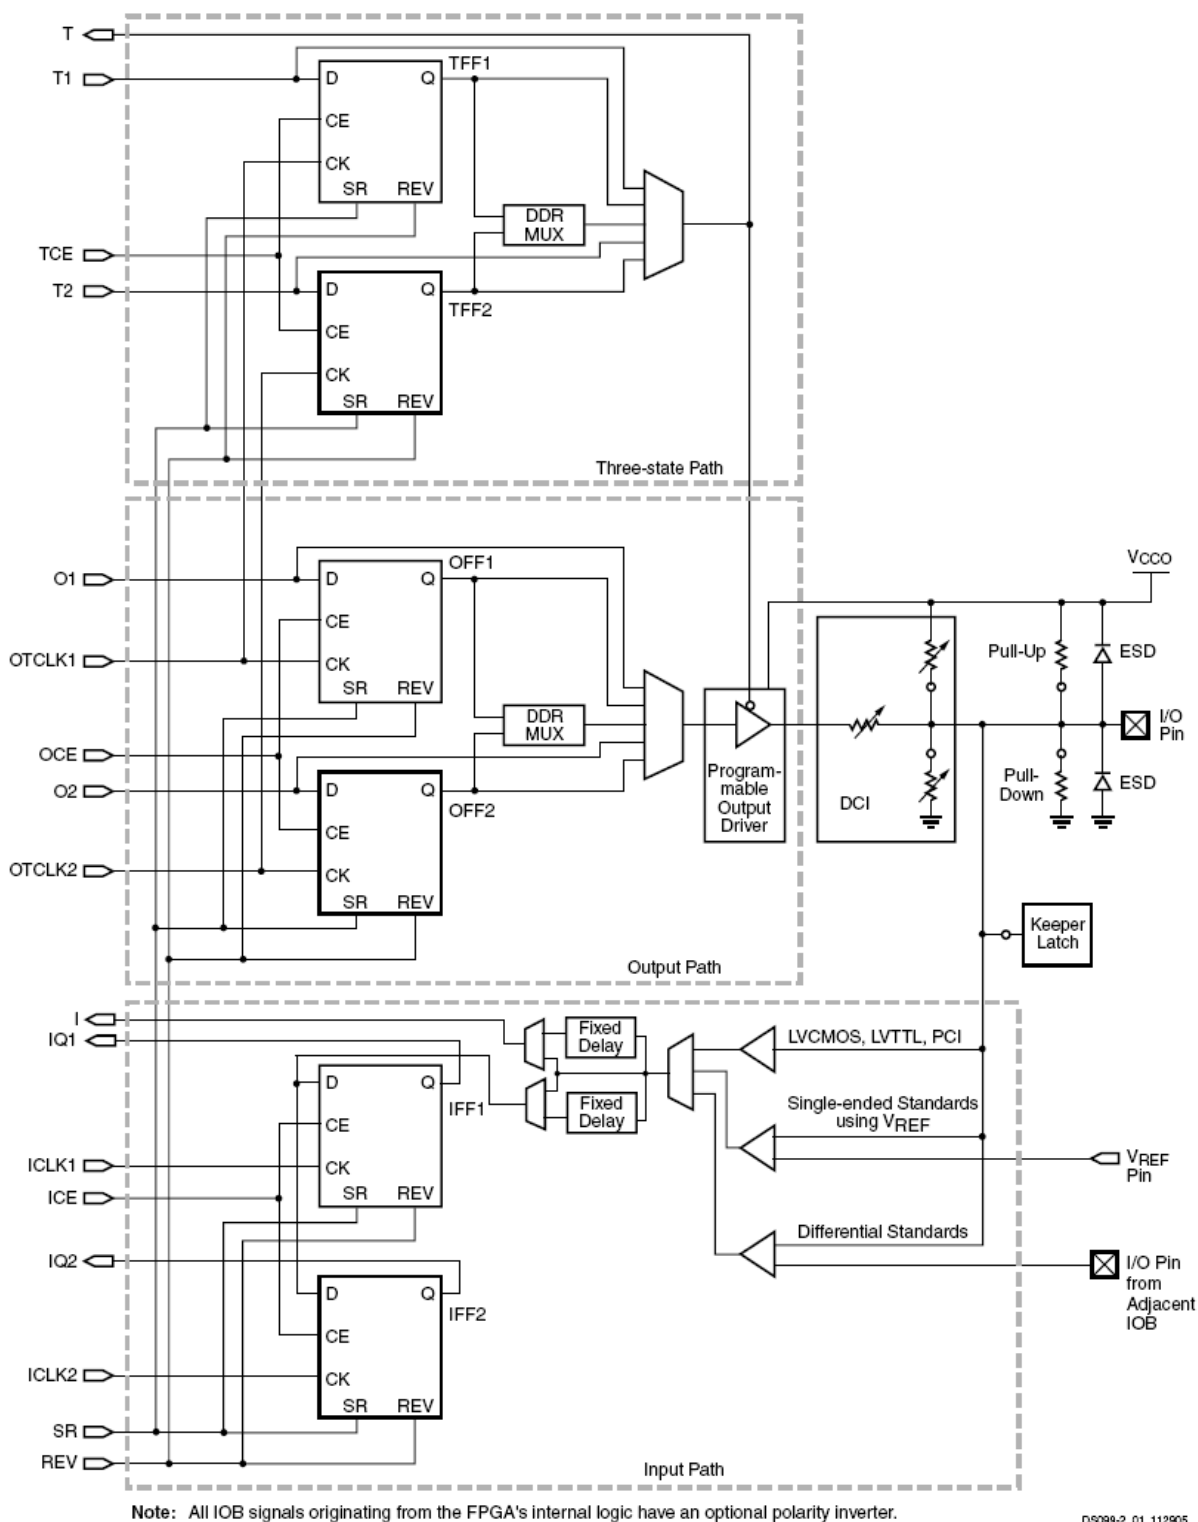 T
T1
D
Q
TFF1
CE
CK
SR
REV
DDR
MUX
TCE
T2
D
Q
TFF2
CE
CK
SR
REV
Three-state Path
O1
D
Q
OFF1
CE
OTCLK1
CK
SR
REV
DDR
MUX
OCE
O2
D
Q
OFF2
CE
OTCLK2
CK
SR
REV
Output Path
Program-
mable
Output
Driver
DCI
VCCO
Pull-Up
ESD
I/O
Pin
Pull-
Down
ESD
Keeper
Latch
I
IQ1
Fixed
Delay
LVCMOS, LVTTL, PCI
D
Q
IFF1
Fixed
Delay
Single-ended Standards
using VREF
CE
ICLK1
CK
VREF
Pin
ICE
SR
REV
Differential Standards
IQ2
I/O Pin
from
Adjacent
IOB
D
Q
IFF2
CE
ICLK2
CK
SR
REV
SR
REV
Input Path
Note: All IOB signals originating from the FPGA's internal logic have an optional polarity inverter.
DS099-2_01_112905